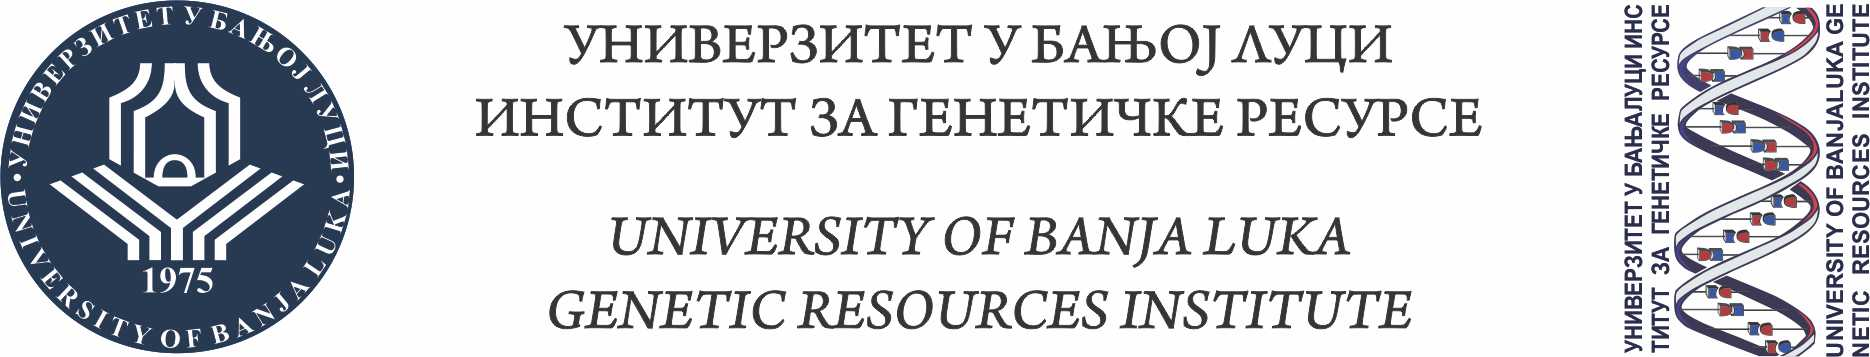 УНИВЕРЗИТЕТ У БАЊОЈ ЛУЦИ
UNIVERSITY OF BANJA LUKA
1975
УНИВЕРЗИТЕТ У БАЊОЈ ЛУЦИ
ИНСТИТУТ ЗА ГЕНЕТИЧКЕ РЕСУРСЕ
UNIVERSITY OF BANJA LUKA
GENETIC RESOURCES INSTITUTE
УНИВЕРЗИТЕТ У БАЊАЛУЦИ ИНС
ТИТУТ ЗА ГЕНЕТИЧКЕ РЕСУРСЕ
UNIVERSITY OF BANJALUKA GE
NETIC RESOURCES INSTITUTE